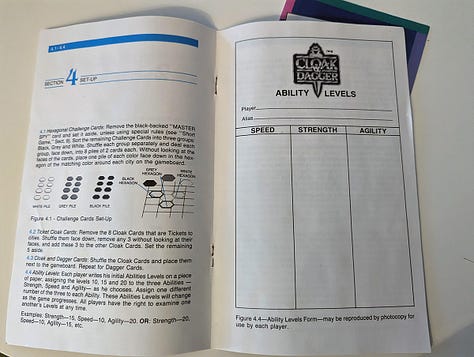 4.1-4.4
SECTION 4 SET-UP
4.1 Hexagonal Challenge Cards: Remove the black-backed "MASTER
SPY" card and set it aside, unless using special rules (see "Short
Game," Sect. 9). Sort the remaining Challenge Cards into three groups:
Black, Grey and White. Shuffle each group separately and deal each
group, face down, into 8 piles of 2 cards each. Without looking at the
faces of the cards, place one pile of each color face down in the hex-
agon of the matching color around each city on the gameboard.
GREY
HEXAGON
WHITE
HEXAGON
BLACK
HEXAGON
WHITE PILE
GREY PILE
BLACK PILE
Figure 4.1 - Challenge Cards Set-Up
4.2 Ticket Cloak Cards: Remove the 8 Cloak Cards that are Tickets to
cities. Shuffle them face down, remove any 3 without looking at their
faces, and add these 3 to the other Cloak Cards. Set the remaining
5 aside.
4.3 Cloak and Dagger Cards: Shuffle the Cloak Cards and place them
next to the gameboard. Repeat for Dagger Cards.
4.4 Ability Levels: Each player writes his initial Abilities Levels on a piece
of paper, assigning the levels 10, 15 and 20 to the three Abilities —
Strength, Speed and Agility — as he chooses. Assign one different
number of the three to each Ability. These Abilities Levels will change
as the game progresses. All players have the right to examine one
another's Levels at any time.
Examples: Strength—15, Speed—10, Agility—20. OR: Strength—20,
Speed—10, Agility—15, etc.
CLOAK
DAGGER
ABILITY LEVELS
Player
Alias
SPEED
STRENGTH
AGILITY
Figure 4.4—Ability Levels Form—may be reproduced by photocopy for
use by each player.